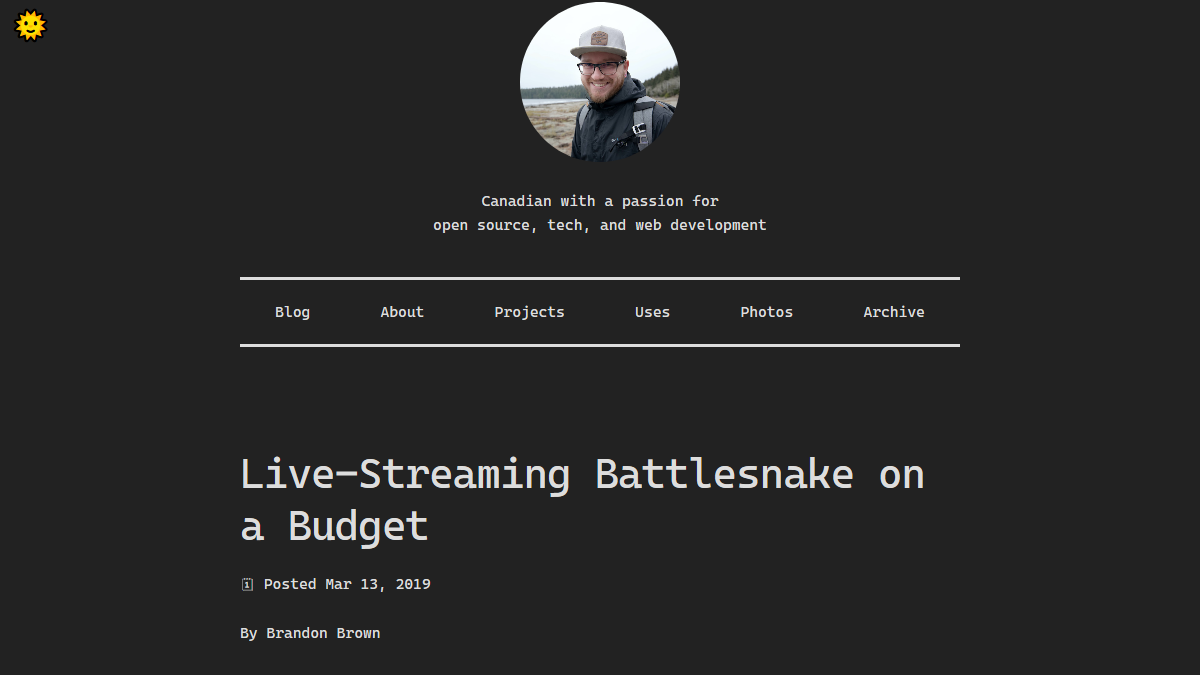 Canadian with a passion for
open source, tech, and web development
Blog About Projects Uses Photos Archive
Live-Streaming Battlesnake on
a Budget
🗓 Posted Mar 13, 2019
By Brandon Brown